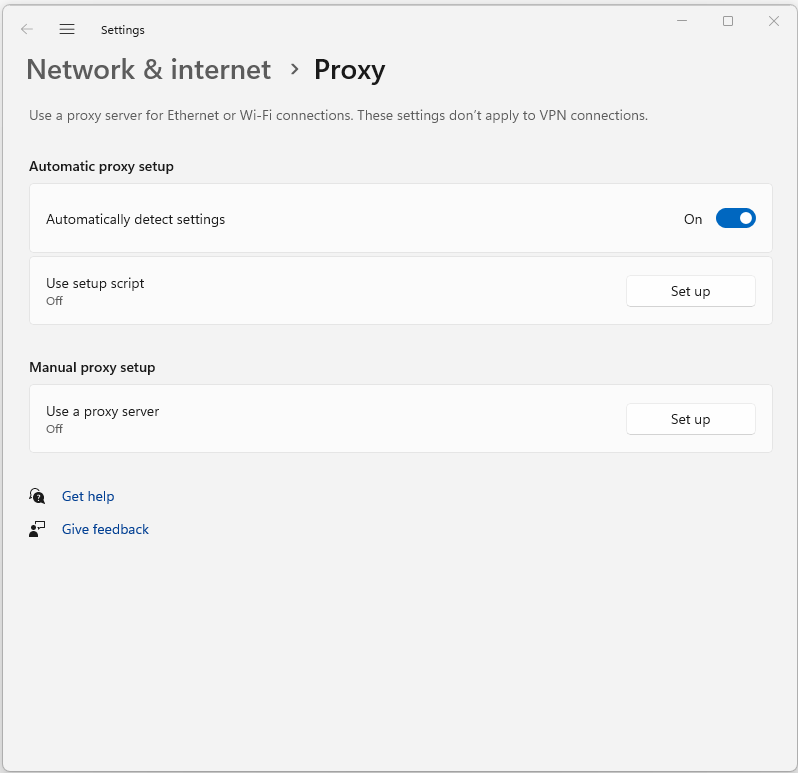 Settings
Network & internet > Proxy
Use a proxy server for Ethernet or Wi-Fi connections. These settings don't apply to VPN connections.
Automatic proxy setup
Automatically detect settings On
Use setup script
Off
Set up
Manual proxy setup
Use a proxy server
Off
Set up
Get help
Give feedback